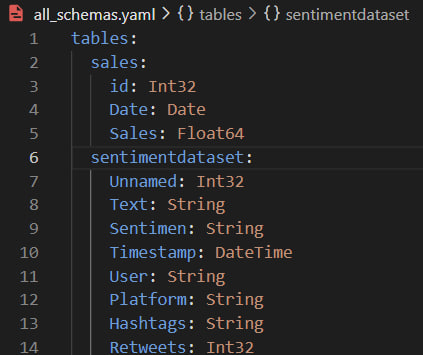 all_schemas.yaml > {} tables > {} sentimentdataset
1 tables:
2 sales:
3 id: Int32
4 Date: Date
5 Sales: Float64
6 sentimentdataset:
7 Unnamed: Int32
8 Text: String
9 Sentimen: String
10 Timestamp: DateTime
11 User: String
12 Platform: String
13 Hashtags: String
14 Retweets: Int32